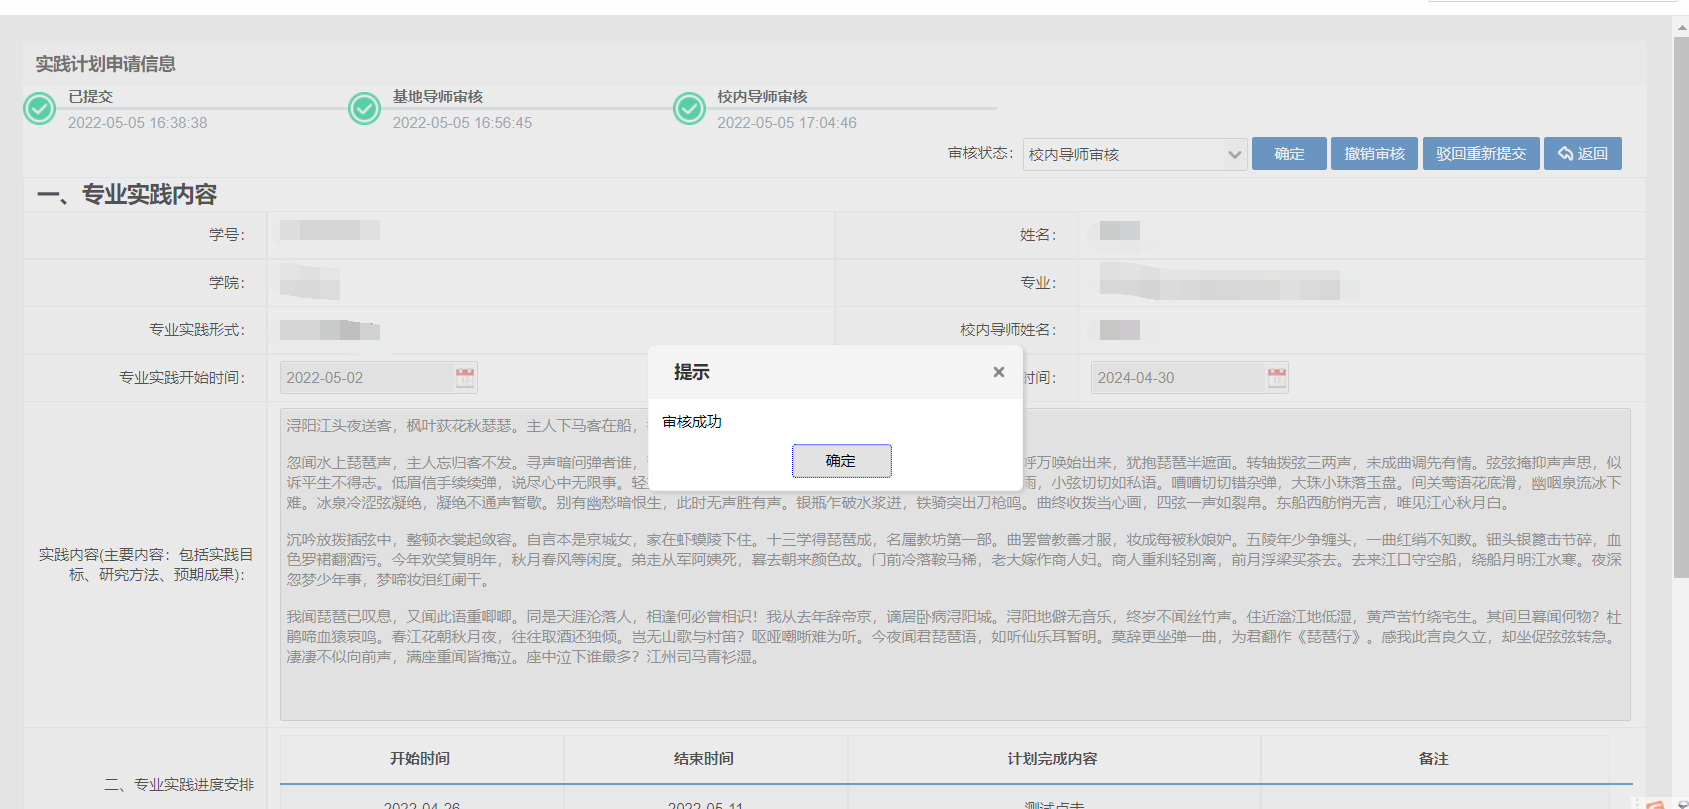 实践计划申请信息
已提交
2022-05-05 16:38:38
基地导师审核
2022-05-05 16:56:45
校内导师审核
2022-05-05 17:04:46
审核状态: 校内导师审核 确定 撤销审核 驳回重新提交 返回
一、专业实践内容
学号: 姓名:
学院: 专业:
专业实践形式: 校内导师姓名:
专业实践开始时间: 2022-05-02 时间: 2024-04-30
提示
审核成功
确定
实践内容(主要内容：包括实践目
标、研究方法、预期成果):
浔阳江头夜送客，枫叶荻花秋瑟瑟。主人下马客在船，
忽闻水上琵琶声，主人忘归客不发。寻声暗问弹者谁， 呼万唤始出来，犹抱琵琶半遮面。转轴拨弦三两声，未成曲调先有情。弦弦掩抑声声思，似
诉平生不得志。低眉信手续续弹，说尽心中无限事。轻 雨，小弦切切如私语。嘈嘈切切错杂弹，大珠小珠落玉盘。间关莺语花底滑，幽咽泉流冰下
难。冰泉冷涩弦凝绝，凝绝不通声暂歇。别有幽愁暗恨生，此时无声胜有声。银瓶乍破水浆迸，铁骑突出刀枪鸣。曲终收拨当心画，四弦一声如裂帛。东船西舫悄无言，唯见江心秋月白。
沉吟放拨插弦中，整顿衣裳起敛容。自言本是京城女，家在虾蟆陵下住。十三学得琵琶成，名属教坊第一部。曲罢曾教善才服，妆成每被秋娘妒。五陵年少争缠头，一曲红绡不知数。钿头银篦击节碎，血
色罗裙翻酒污。今年欢笑复明年，秋月春风等闲度。弟走从军阿姨死，暮去朝来颜色故。门前冷落鞍马稀，老大嫁作商人妇。商人重利轻别离，前月浮梁买茶去。去来江口守空船，绕船月明江水寒。夜深
忽梦少年事，梦啼妆泪红阑干。
我闻琵琶已叹息，又闻此语重唧唧。同是天涯沦落人，相逢何必曾相识！我从去年辞帝京，谪居卧病浔阳城。浔阳地僻无音乐，终岁不闻丝竹声。住近湓江地低湿，黄芦苦竹绕宅生。其间旦暮闻何物？杜
鹃啼血猿哀鸣。春江花朝秋月夜，往往取酒还独倾。岂无山歌与村笛？呕哑嘲哳难为听。今夜闻君琵琶语，如听仙乐耳暂明。莫辞更坐弹一曲，为君翻作《琵琶行》。感我此言良久立，却坐促弦弦转急。
凄凄不似向前声，满座重闻皆掩泣。座中泣下谁最多？江州司马青衫湿。
二、专业实践进度安排
开始时间 结束时间 计划完成内容 备注
2022-04-26 2022-05-11 测试点击